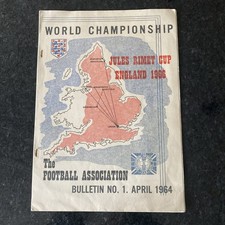 WORLD CHAMPIONSHIP
JULES RIMET CUP
ENGLAND 1966
The
FOOTBALL ASSOCIATION
BULLETIN NO. 1. APRIL 1964